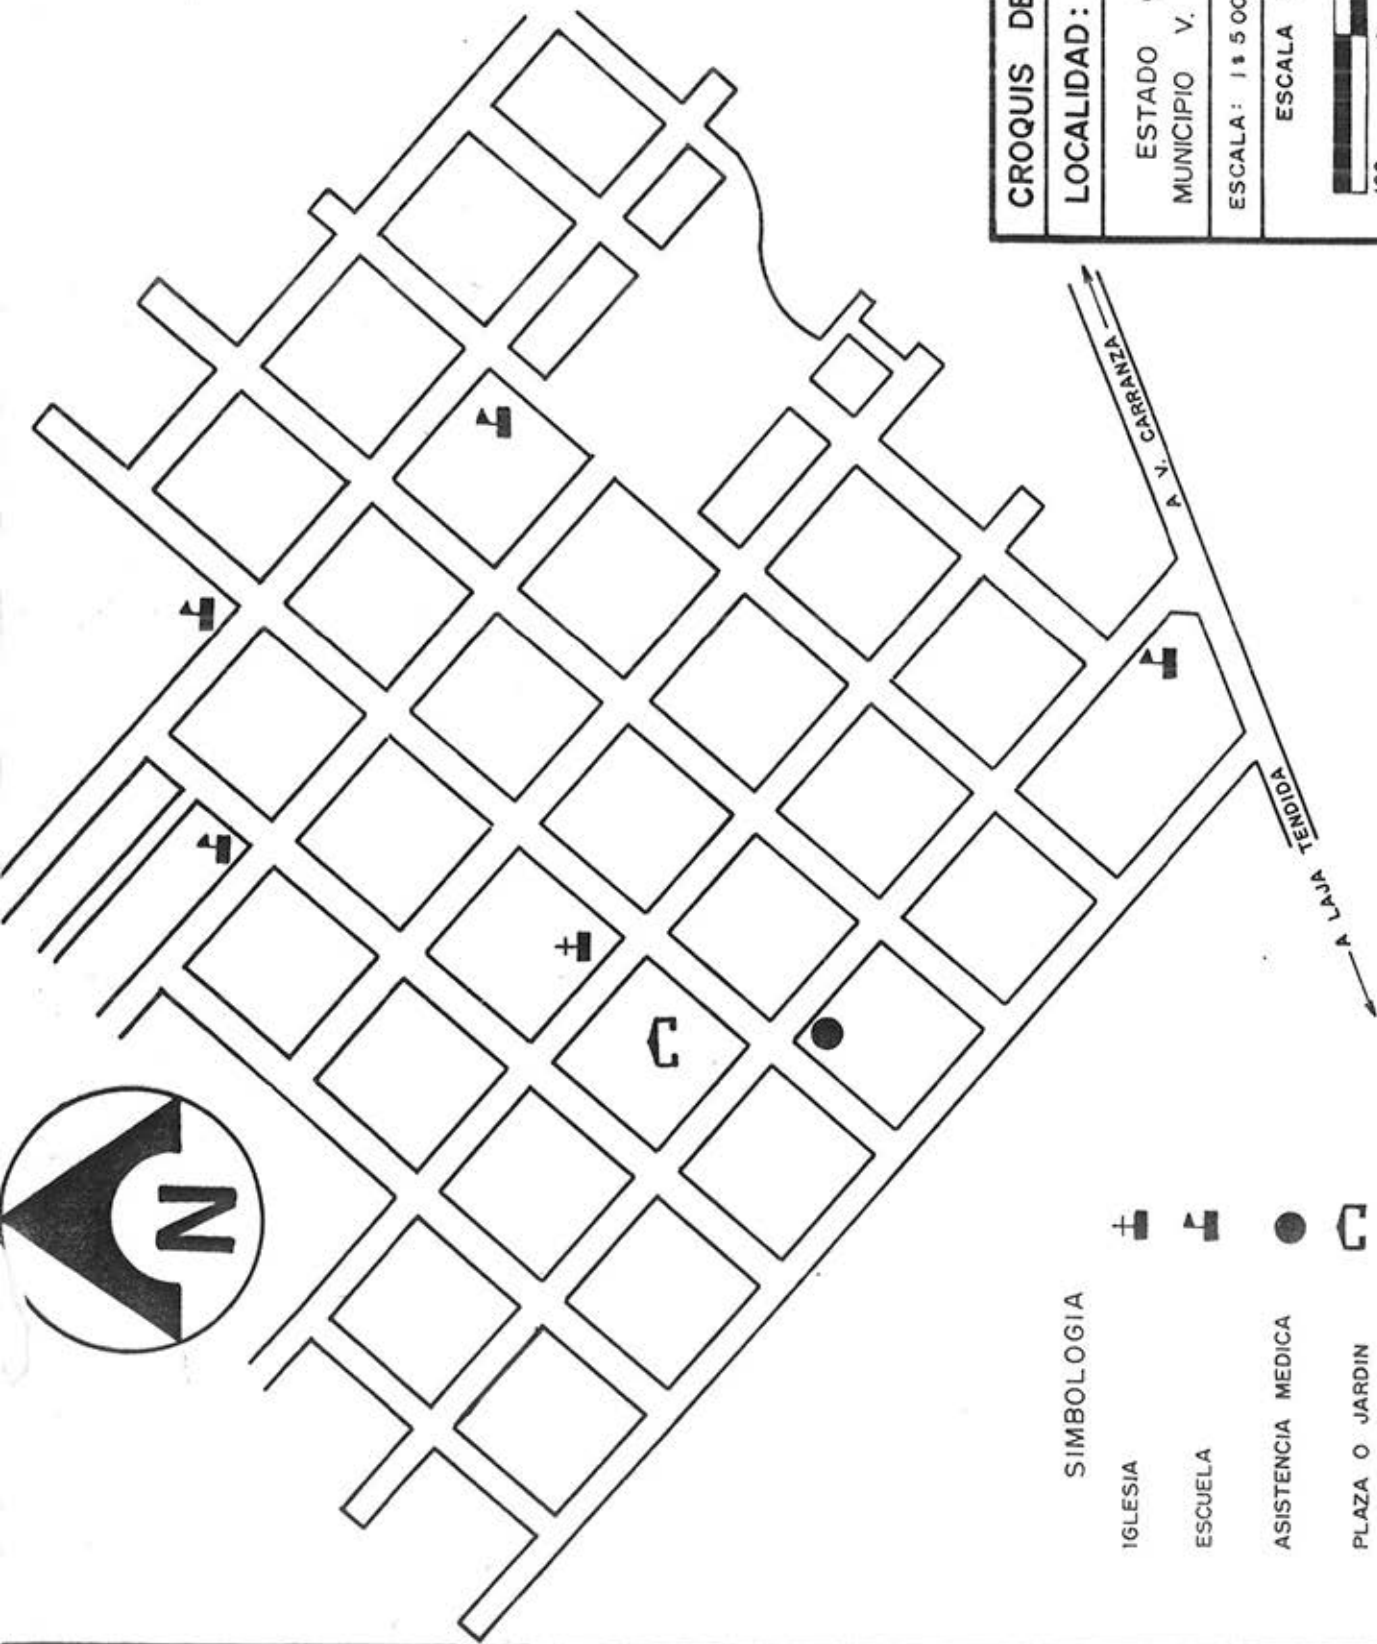 CROQUIS DE
LOCALIDAD:
ESTADO
MUNICIPIO V.
ESCALA: 1:5 00
ESCALA
A V. CARRANZA
A LAJA TENDIDA
N
SIMBOLOGIA
IGLESIA
ESCUELA
ASISTENCIA MEDICA
PLAZA O JARDIN